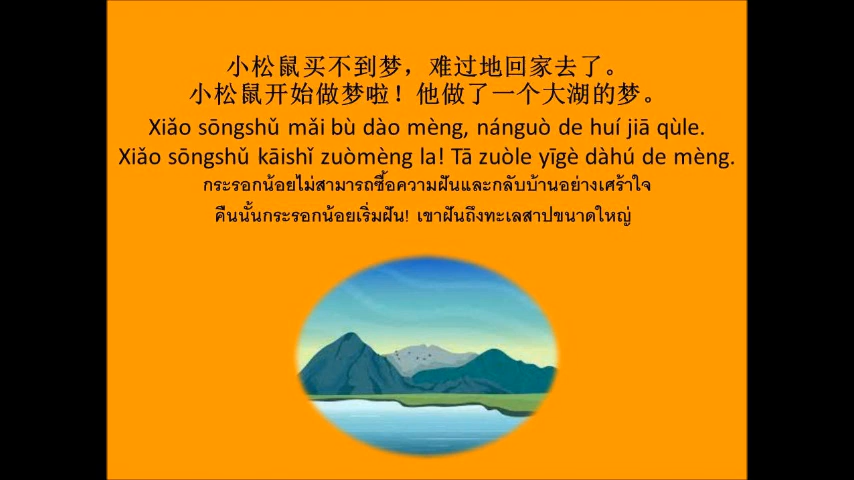 小松鼠买不到梦，难过地回家去了。
小松鼠开始做梦啦！他做了一个大湖的梦。
Xiǎo sōngshǔ mǎi bù dào mèng, nánguò de huí jiā qùle.
Xiǎo sōngshǔ kāishǐ zuòmèng la! Tā zuòle yīgè dàhú de mèng.
กระรอกน้อยไม่สามารถซื้อความฝันและกลับบ้านอย่างเศร้าใจ
คืนนั้นกระรอกน้อยเริ่มฝัน! เขาฝันถึงทะเลสาปขนาดใหญ่